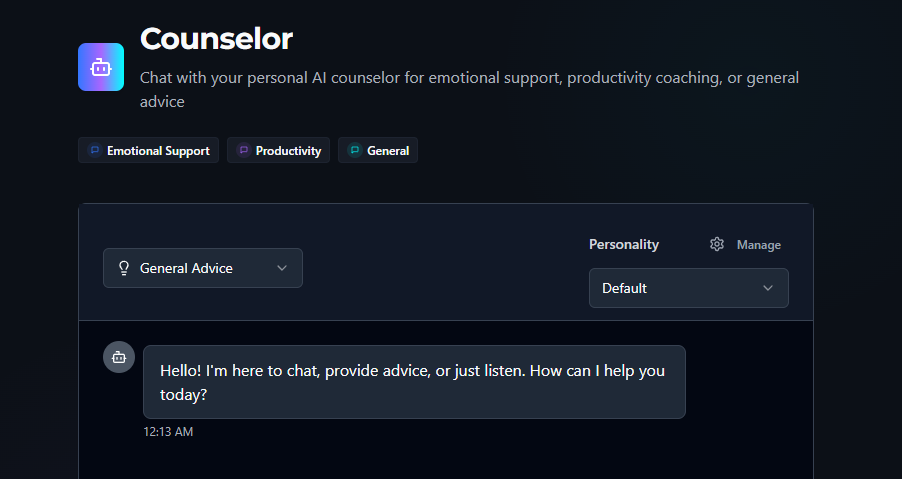 Counselor
Chat with your personal AI counselor for emotional support, productivity coaching, or general
advice
Emotional Support
Productivity
General
Personality
Manage
General Advice
Default
Hello! I'm here to chat, provide advice, or just listen. How can I help you
today?
12:13 AM